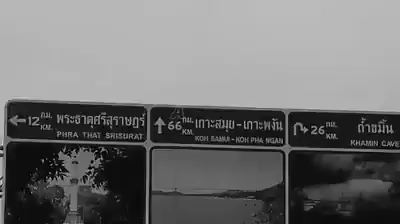 12 กม. KM. พระธาตุศรีสุราษฎร์
PHRA THAT SRISURAT
66 กม. KM. เกาะสมุย - เกาะพงัน
KOH SAMUI - KOH PHA NGAN
26 กม. KM. ถ้ำขมิ้น
KHAMIN CAVE